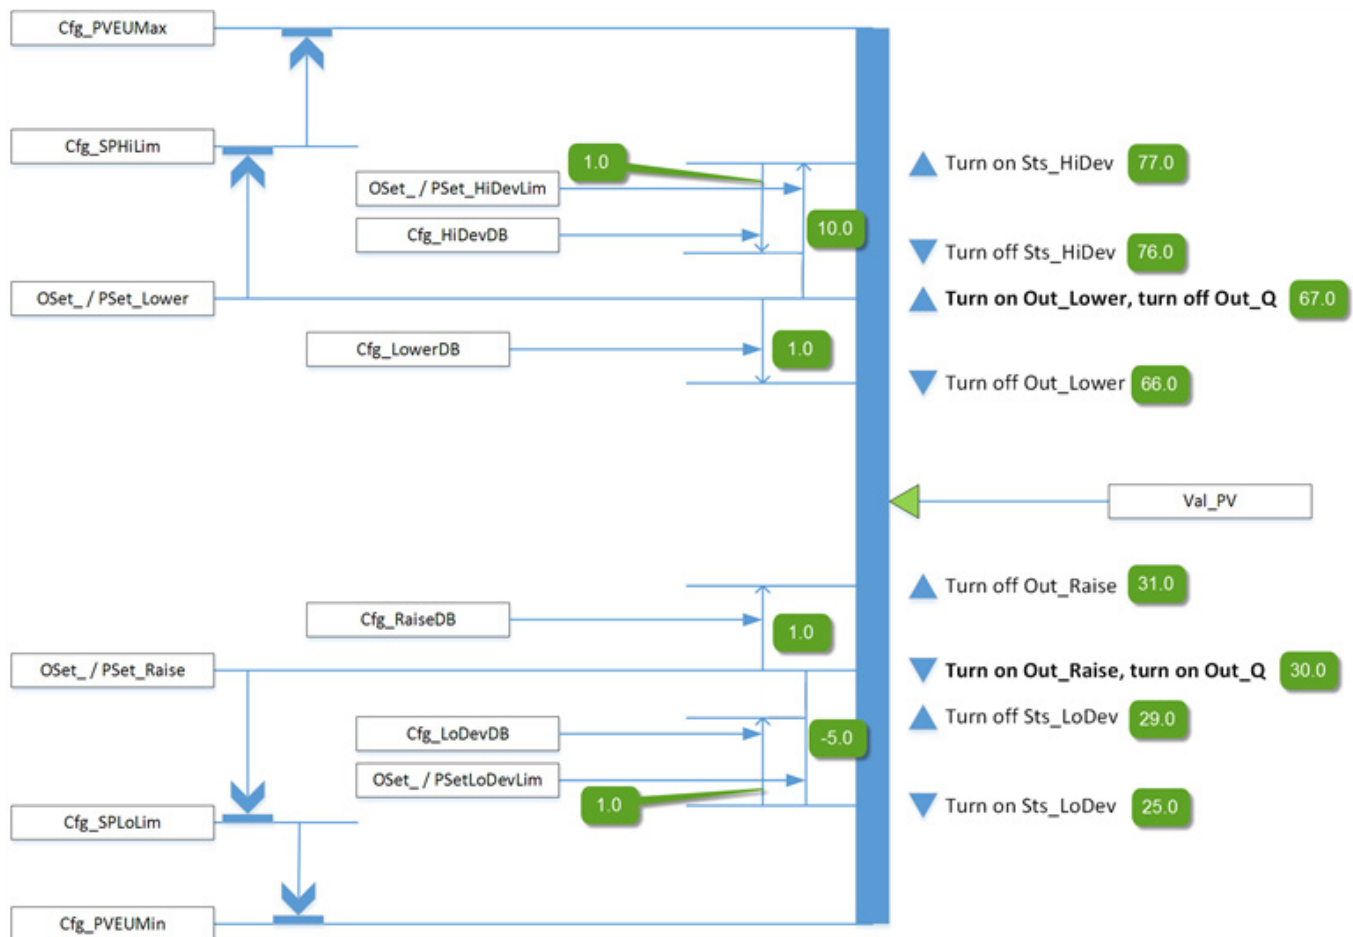 Cfg_PVEUMax
Cfg_SPHiLim
1.0
Turn on Sts_HiDev 77.0
OSet_ / PSet_HiDevLim
Cfg_HiDevDB
10.0
Turn off Sts_HiDev 76.0
OSet_ / PSet_Lower
Turn on Out_Lower, turn off Out_Q 67.0
Cfg_LowerDB
1.0
Turn off Out_Lower 66.0
Val_PV
Turn off Out_Raise 31.0
Cfg_RaiseDB
1.0
OSet_ / PSet_Raise
Turn on Out_Raise, turn on Out_Q 30.0
Turn off Sts_LoDev 29.0
Cfg_LoDevDB
-5.0
OSet_ / PSetLoDevLim
1.0
Turn on Sts_LoDev 25.0
Cfg_SPLoLim
Cfg_PVEUMin